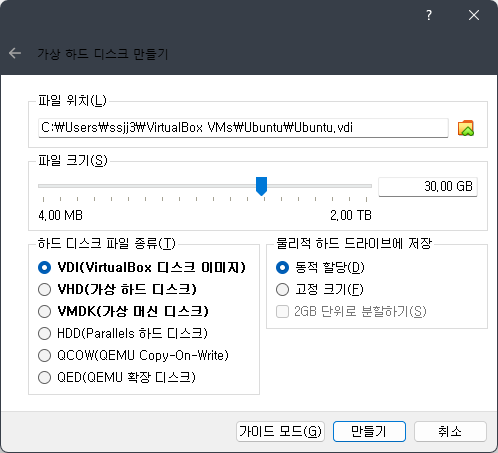 ?
가상 하드 디스크 만들기
파일 위치(L)
C:₩Users₩ssjj3₩VirtualBox VMs₩Ubuntu₩Ubuntu.vdi
파일 크기(S)
30,00 GB
4,00 MB 2,00 TB
하드 디스크 파일 종류(T)
VDI(VirtualBox 디스크 이미지)
VHD(가상 하드 디스크)
VMDK(가상 머신 디스크)
HDD(Parallels 하드 디스크)
QCOW(QEMU Copy-On-Write)
QED(QEMU 확장 디스크)
물리적 하드 드라이브에 저장
동적 할당(D)
고정 크기(F)
2GB 단위로 분할하기(S)
가이드 모드(G) 만들기 취소